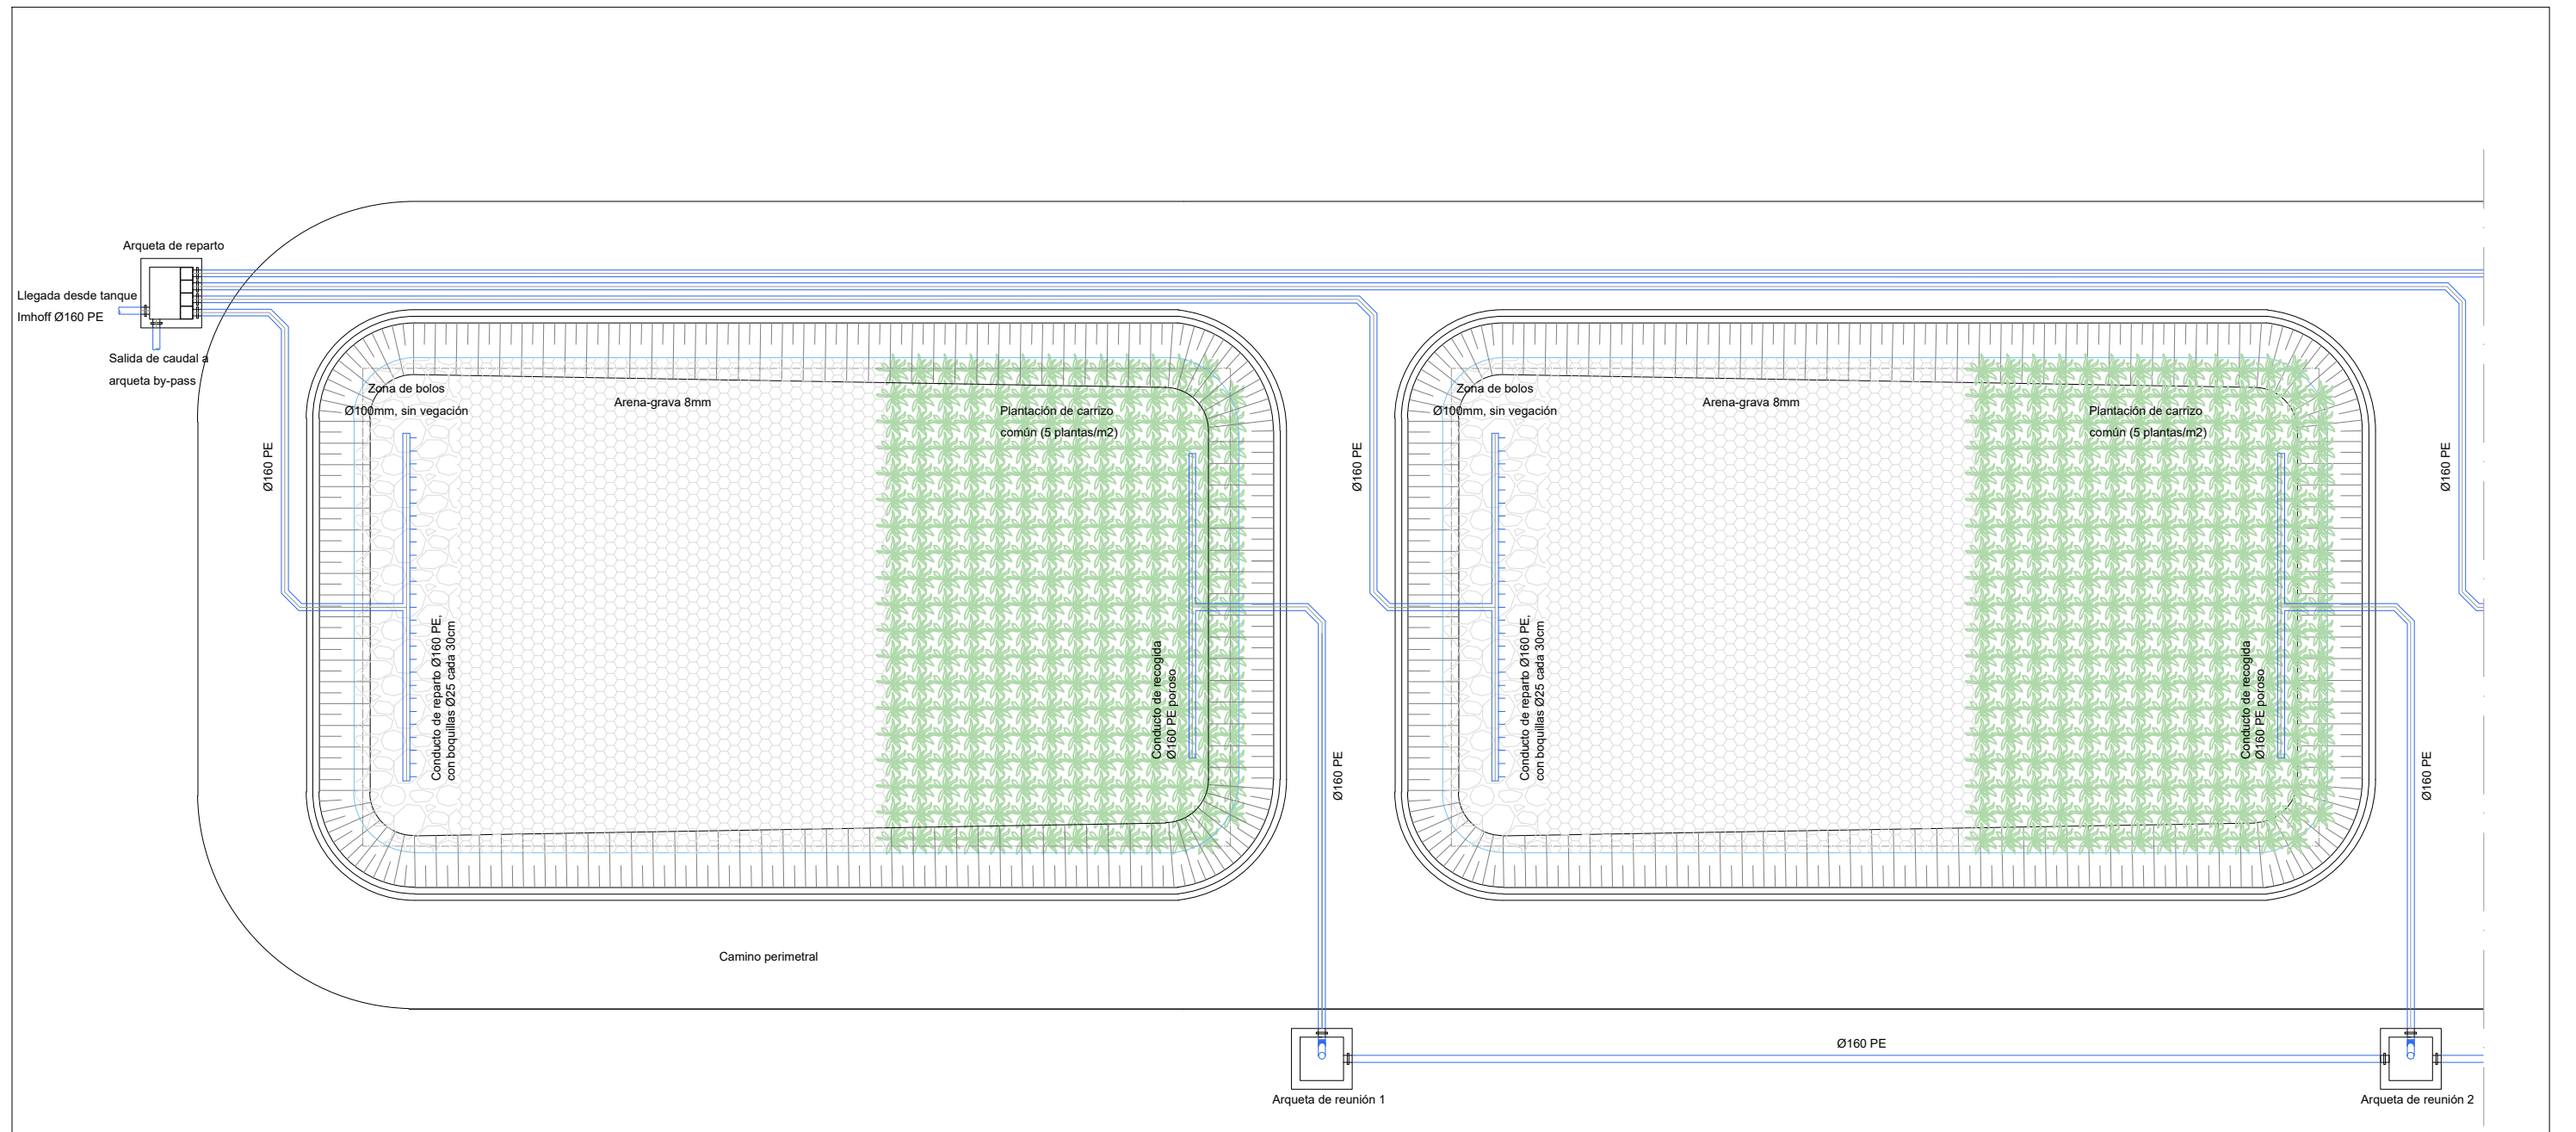 Arqueta de reparto
Llegada desde tanque
Imhoff Ø160 PE
Salida de caudal a
arqueta by-pass
Ø160 PE
Zona de bolos
Ø100mm, sin vegación
Arena-grava 8mm
Plantación de carrizo
común (5 plantas/m2)
Conducto de reparto Ø160 PE,
con boquillas Ø25 cada 30cm
Conducto de recogida
Ø160 PE poroso
Ø160 PE
Ø160 PE
Zona de bolos
Ø100mm, sin vegación
Arena-grava 8mm
Plantación de carrizo
común (5 plantas/m2)
Conducto de reparto Ø160 PE,
con boquillas Ø25 cada 30cm
Conducto de recogida
Ø160 PE poroso
Ø160 PE
Ø160 PE
Camino perimetral
Ø160 PE
Arqueta de reunión 1
Arqueta de reunión 2